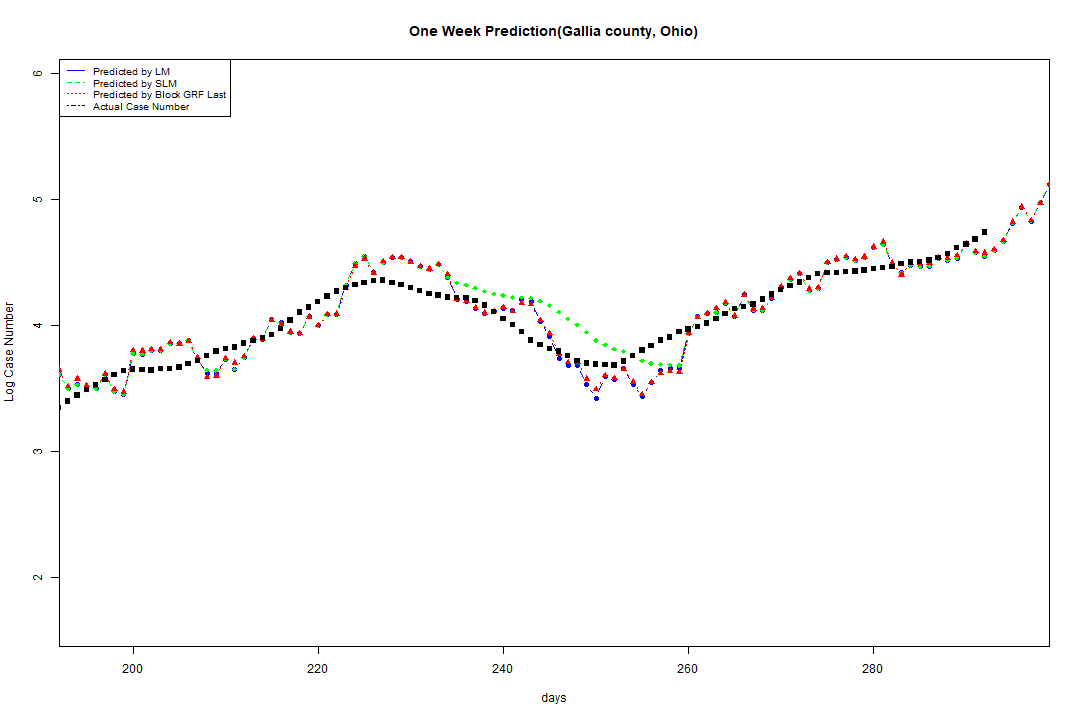 One Week Prediction(Gallia county, Ohio)
Predicted by LM
Predicted by SLM
Predicted by Block GRF Last
Actual Case Number
6
5
4
3
2
Log Case Number
200 220 240 260 280
days